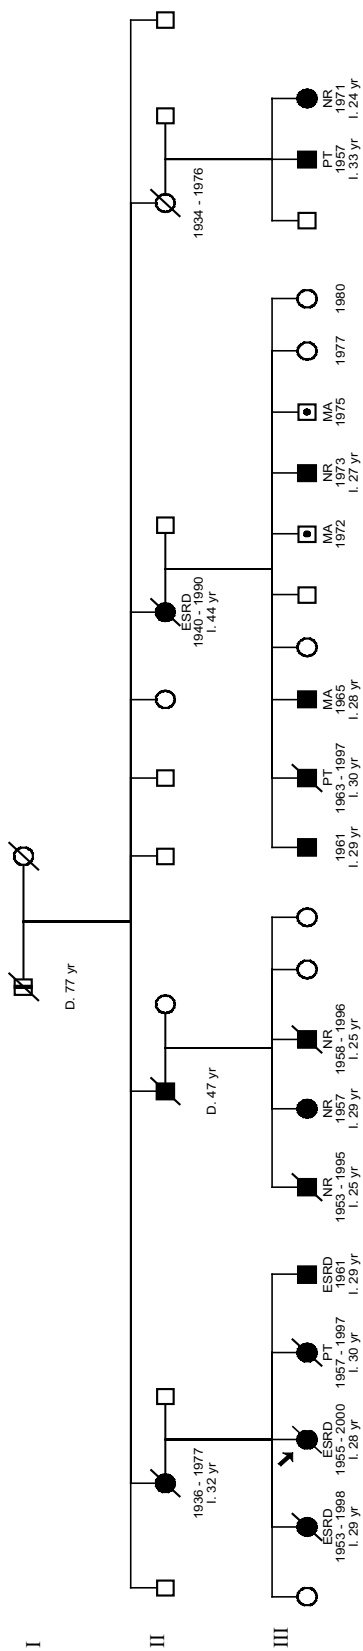 I
D. 77 yr
II
1936 - 1977
I. 32 yr
D. 47 yr
ESRD
1940 - 1990
I. 44 yr
1934 - 1976
III
ESRD
1953 - 1998
I. 29 yr
ESRD
1955 - 2000
I. 28 yr
PT
1957 - 1997
I. 30 yr
ESRD
1961
I. 29 yr
NR
1953 - 1995
I. 25 yr
NR
1957
I. 29 yr
NR
1958 - 1996
I. 25 yr
1961
I. 29 yr
PT
1963 - 1997
I. 30 yr
MA
1965
I. 28 yr
MA
1972
NR
1973
I. 27 yr
MA
1975
1977
1980
PT
1957
I. 33 yr
NR
1971
I. 24 yr